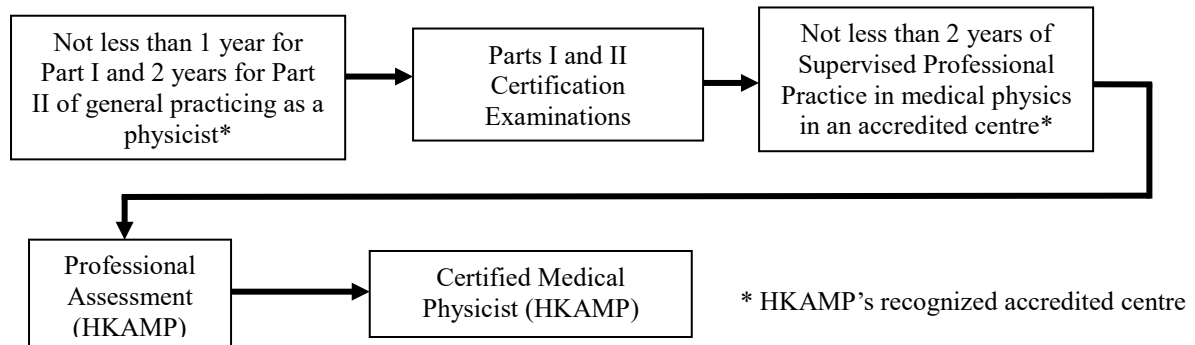 Not less than 1 year for
Part I and 2 years for Part
II of general practicing as a
physicist*
Parts I and II
Certification
Examinations
Not less than 2 years of
Supervised Professional
Practice in medical physics
in an accredited centre*
Professional
Assessment
(HKAMP)
Certified Medical
Physicist (HKAMP)
* HKAMP’s recognized accredited centre